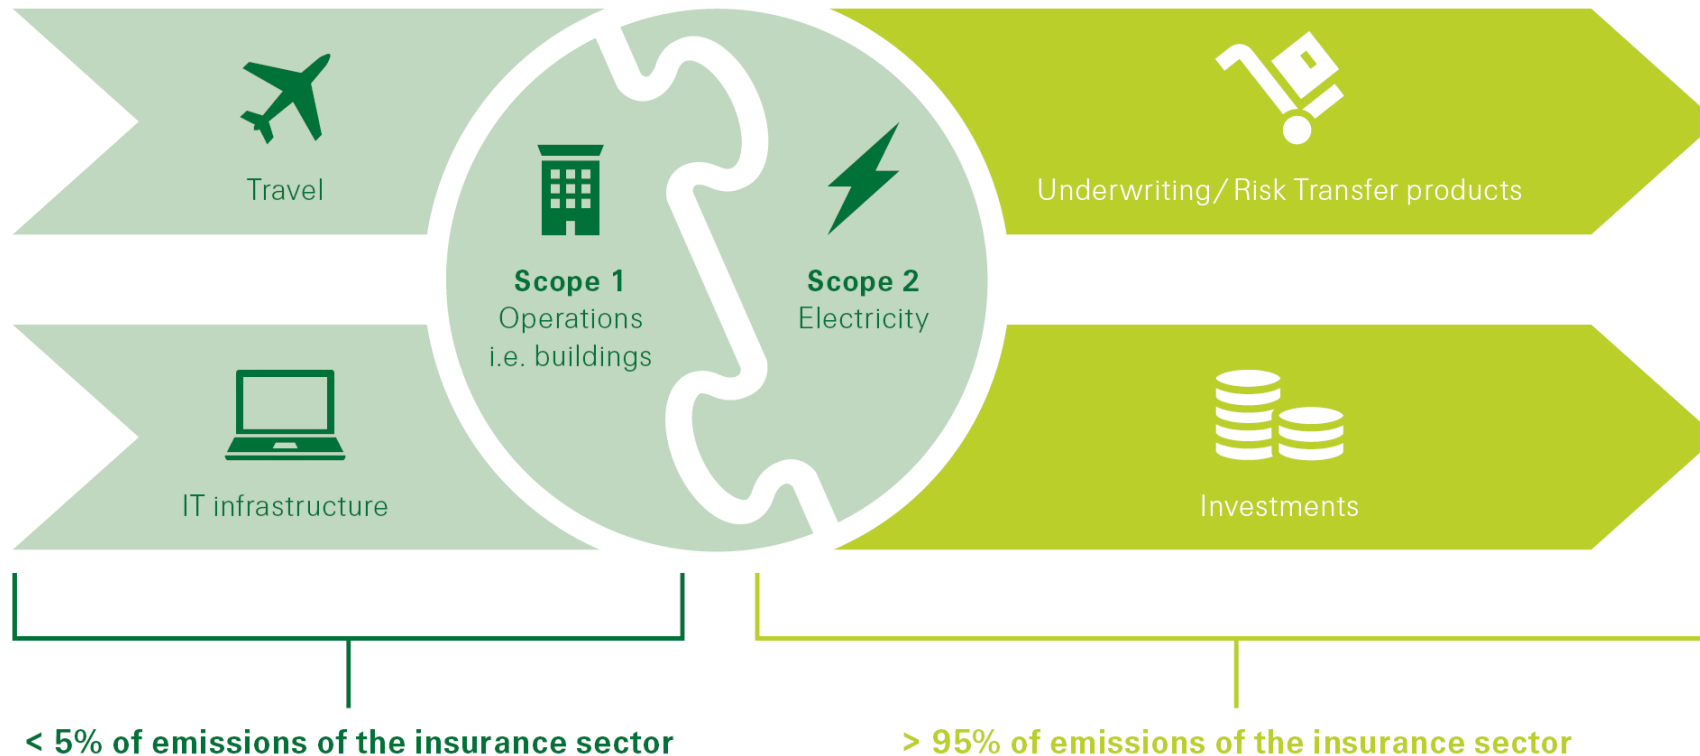 Travel
Scope 1
Operations
i.e. buildings
Scope 2
Electricity
Underwriting/Risk Transfer products
IT infrastructure
Investments
< 5% of emissions of the insurance sector
> 95% of emissions of the insurance sector